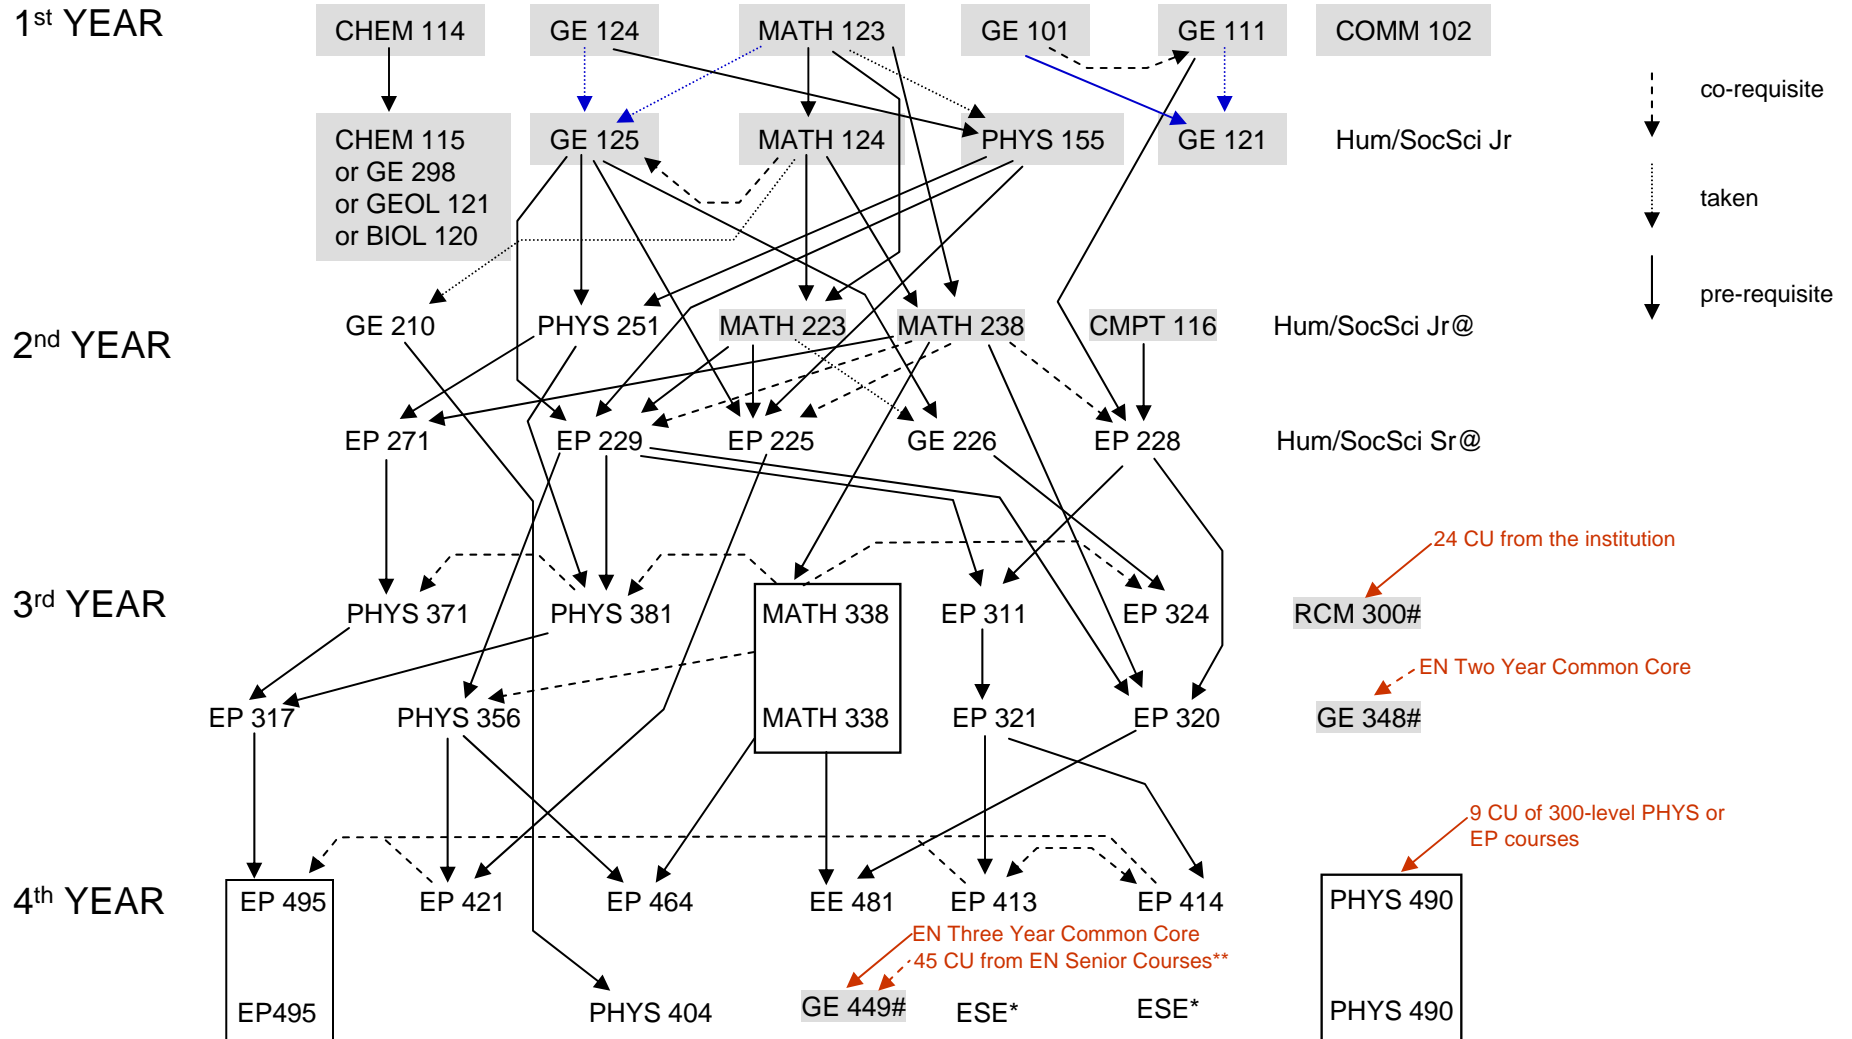 1st YEAR
CHEM 114
GE 124
MATH 123
GE 101
GE 111
COMM 102
co-requisite
CHEM 115
or GE 298
or GEOL 121
or BIOL 120
GE 125
MATH 124
PHYS 155
GE 121
Hum/SocSci Jr
taken
pre-requisite
2nd YEAR
GE 210
PHYS 251
MATH 223
MATH 238
CMPT 116
Hum/SocSci Jr@
EP 271
EP 229
EP 225
GE 226
EP 228
Hum/SocSci Sr@
24 CU from the institution
3rd YEAR
PHYS 371
PHYS 381
MATH 338
EP 311
EP 324
RCM 300#
EN Two Year Common Core
EP 317
PHYS 356
MATH 338
EP 321
EP 320
GE 348#
9 CU of 300-level PHYS or
EP courses
4th YEAR
EP 495
EP 421
EP 464
EE 481
EP 413
EP 414
PHYS 490
EN Three Year Common Core
45 CU from EN Senior Courses**
EP495
PHYS 404
GE 449#
ESE*
ESE*
PHYS 490